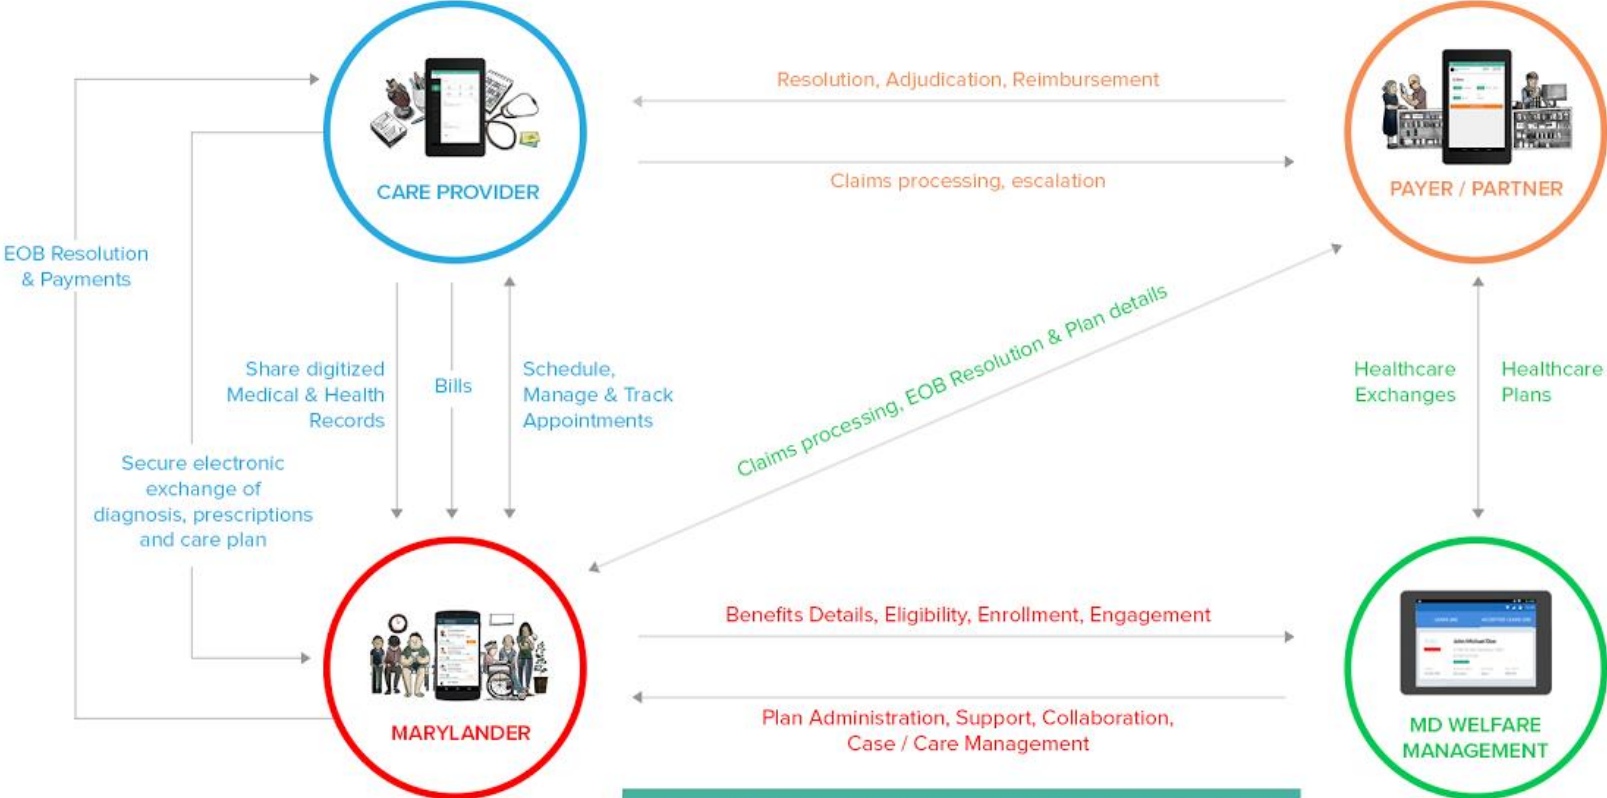 Resolution, Adjudication, Reimbursement
Claims processing, escalation
CARE PROVIDER
PAYER / PARTNER
EOB Resolution
& Payments
Share digitized
Medical & Health
Records
Bills
Schedule,
Manage & Track
Appointments
Claims processing, EOB Resolution & Plan details
Healthcare
Exchanges
Healthcare
Plans
Secure electronic
exchange of
diagnosis, prescriptions
and care plan
Benefits Details, Eligibility, Enrollment, Engagement
Plan Administration, Support, Collaboration,
Case / Care Management
MARYLANDER
John Michael Doe
MD WELFARE
MANAGEMENT